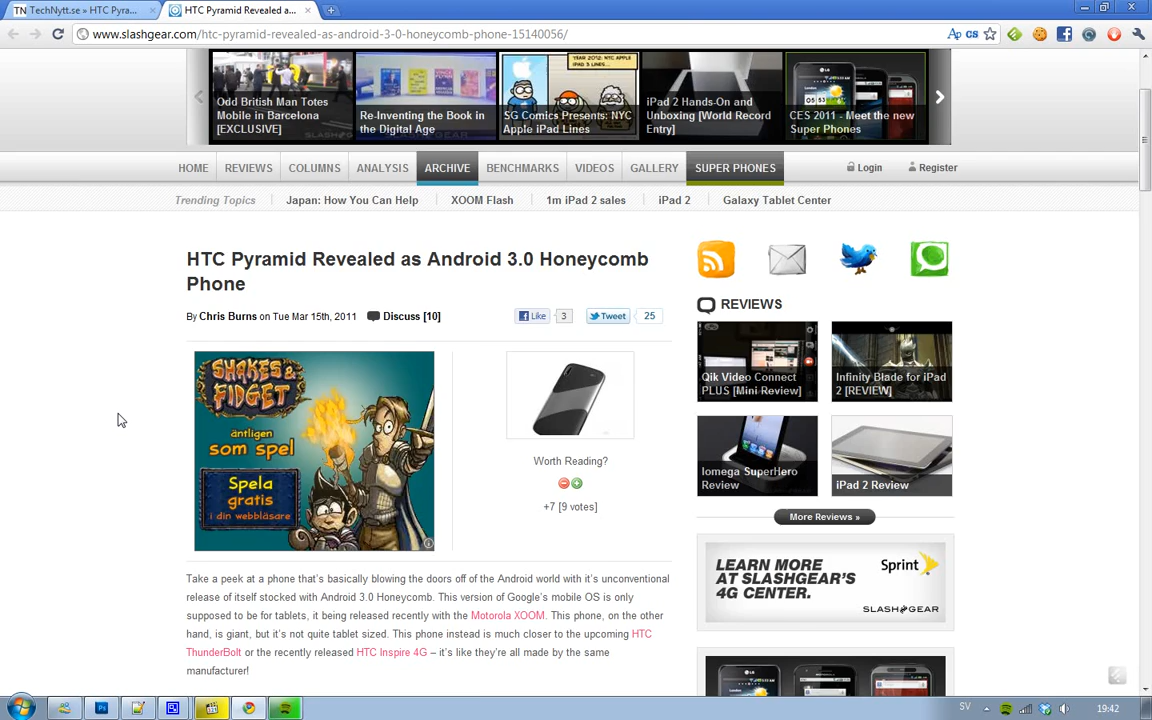 TechNytt.se » HTC Pyra...
HTC Pyramid Revealed a...
www.slashgear.com/htc-pyramid-revealed-as-android-3-0-honeycomb-phone-15140056/
Odd British Man Totes
Mobile in Barcelona
[EXCLUSIVE]
Re-Inventing the Book in
the Digital Age
YEAR 2012: NYC APPLE
IPAD 3 LINES...
SG Comics Presents: NYC
Apple iPad Lines
iPad 2 Hands-On and
Unboxing [World Record
Entry]
CES 2011 - Meet the new
Super Phones
HOME
REVIEWS
COLUMNS
ANALYSIS
ARCHIVE
BENCHMARKS
VIDEOS
GALLERY
SUPER PHONES
Login
Register
Trending Topics
Japan: How You Can Help
XOOM Flash
1m iPad 2 sales
iPad 2
Galaxy Tablet Center
HTC Pyramid Revealed as Android 3.0 Honeycomb
Phone
By Chris Burns on Tue Mar 15th, 2011
Discuss [10]
Like
3
Tweet
25
SHAKES &
FIDGET
äntligen
som spel
Spela
gratis
i din webbläsare
Worth Reading?
+7 [9 votes]
Take a peek at a phone that's basically blowing the doors off of the Android world with it's unconventional
release of itself stocked with Android 3.0 Honeycomb. This version of Google's mobile OS is only
supposed to be for tablets, it being released recently with the Motorola XOOM. This phone, on the other
hand, is giant, but it's not quite tablet sized. This phone instead is much closer to the upcoming HTC
ThunderBolt or the recently released HTC Inspire 4G – it's like they're all made by the same
manufacturer!
REVIEWS
Qik Video Connect
PLUS [Mini Review]
Infinity Blade for iPad
2 [REVIEW]
Iomega SuperHero
Review
iPad 2 Review
More Reviews »
LEARN MORE
AT SLASHGEAR'S
4G CENTER.
Sprint
SLASHGEAR
SV
19:42